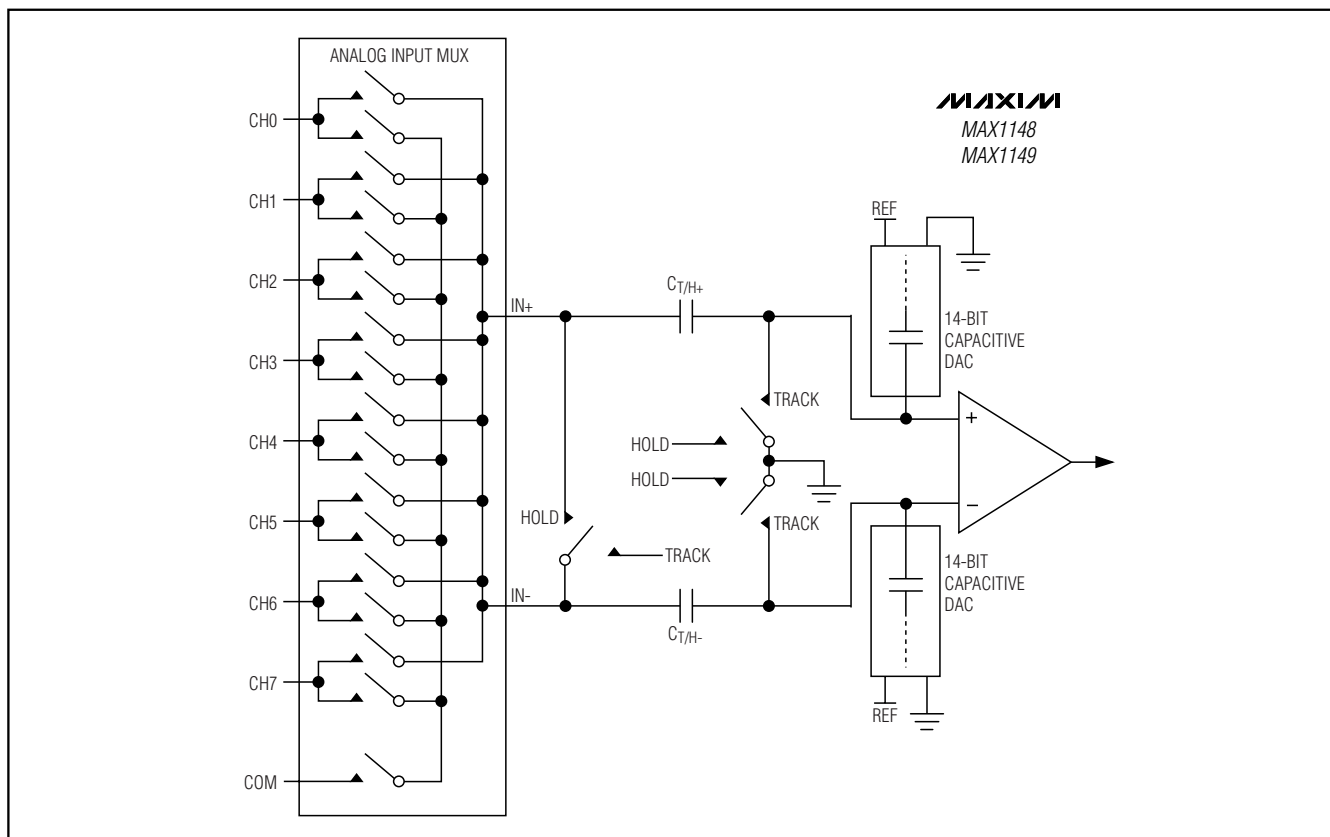 ANALOG INPUT MUX
CH0
CH1
CH2
CH3
CH4
CH5
CH6
CH7
COM
IN+
IN-
HOLD
TRACK
CT/H+
CT/H-
TRACK
HOLD
HOLD
TRACK
MAXIM
MAX1148
MAX1149
REF
14-BIT
CAPACITIVE
DAC
+
−
14-BIT
CAPACITIVE
DAC
REF